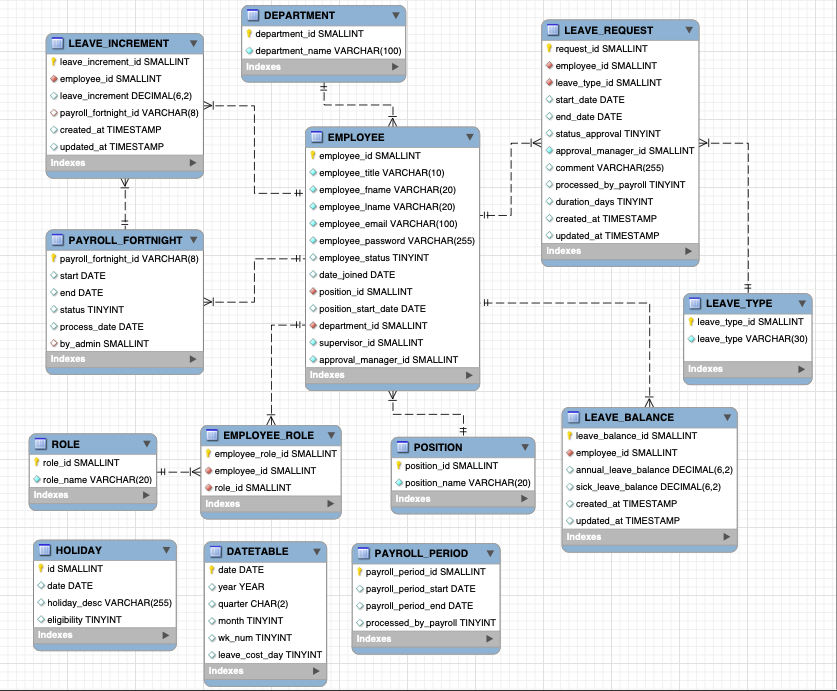 DEPARTMENT
department_id SMALLINT
department_name VARCHAR(100)
Indexes
LEAVE_INCREMENT
leave_increment_id SMALLINT
employee_id SMALLINT
leave_increment DECIMAL(6,2)
payroll_fortnight_id VARCHAR(8)
created_at TIMESTAMP
updated_at TIMESTAMP
Indexes
LEAVE_REQUEST
request_id SMALLINT
employee_id SMALLINT
leave_type_id SMALLINT
start_date DATE
end_date DATE
status_approval TINYINT
approval_manager_id SMALLINT
comment VARCHAR(255)
processed_by_payroll TINYINT
duration_days TINYINT
created_at TIMESTAMP
updated_at TIMESTAMP
Indexes
EMPLOYEE
employee_id SMALLINT
employee_title VARCHAR(10)
employee_fname VARCHAR(20)
employee_lname VARCHAR(20)
employee_email VARCHAR(100)
employee_password VARCHAR(255)
employee_status TINYINT
date_joined DATE
position_id SMALLINT
position_start_date DATE
department_id SMALLINT
supervisor_id SMALLINT
approval_manager_id SMALLINT
Indexes
PAYROLL_FORTNIGHT
payroll_fortnight_id VARCHAR(8)
start DATE
end DATE
status TINYINT
process_date DATE
by_admin SMALLINT
Indexes
LEAVE_TYPE
leave_type_id SMALLINT
leave_type VARCHAR(30)
Indexes
ROLE
role_id SMALLINT
role_name VARCHAR(20)
Indexes
EMPLOYEE_ROLE
employee_role_id SMALLINT
employee_id SMALLINT
role_id SMALLINT
Indexes
POSITION
position_id SMALLINT
position_name VARCHAR(20)
Indexes
LEAVE_BALANCE
leave_balance_id SMALLINT
employee_id SMALLINT
annual_leave_balance DECIMAL(6,2)
sick_leave_balance DECIMAL(6,2)
created_at TIMESTAMP
updated_at TIMESTAMP
Indexes
HOLIDAY
id SMALLINT
date DATE
holiday_desc VARCHAR(255)
eligibility TINYINT
Indexes
DATETABLE
date DATE
year YEAR
quarter CHAR(2)
month TINYINT
wk_num TINYINT
leave_cost_day TINYINT
Indexes
PAYROLL_PERIOD
payroll_period_id SMALLINT
payroll_period_start DATE
payroll_period_end DATE
processed_by_payroll TINYINT
Indexes